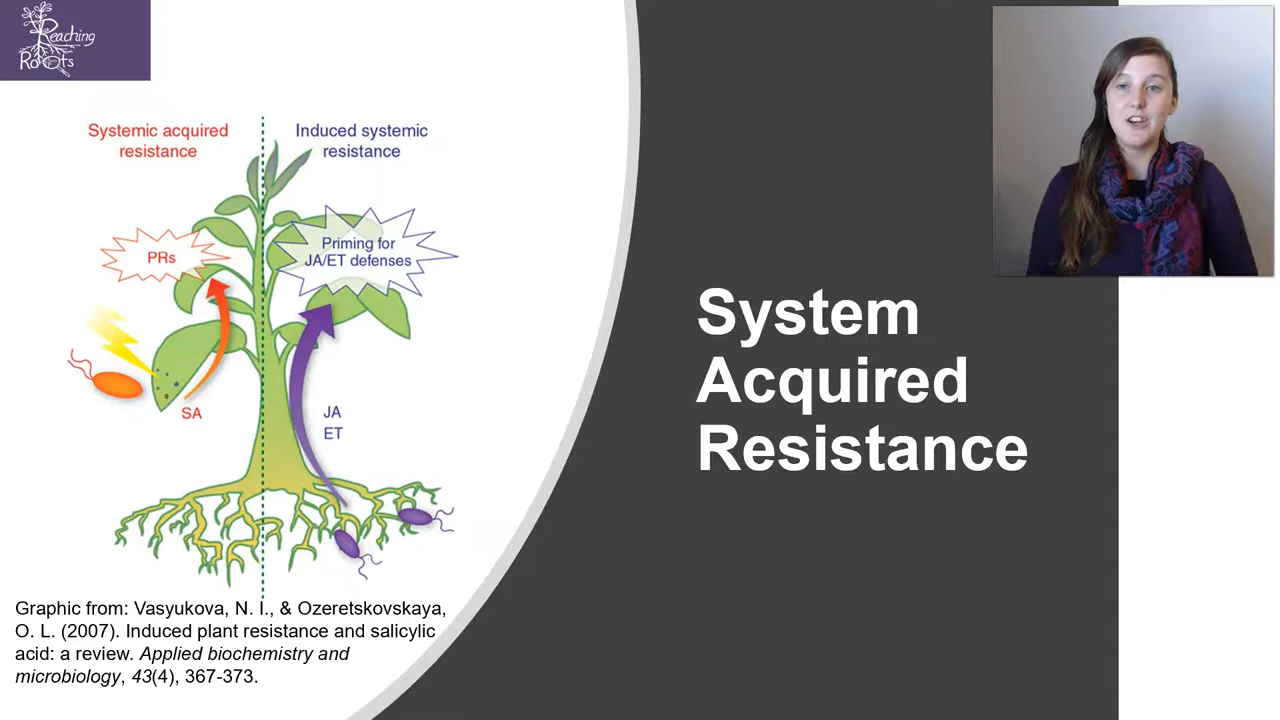 Reaching
Roots
Systemic acquired
resistance
Induced systemic
resistance
PRs
Priming for
JA/ET defenses
SA
JA
ET
Graphic from: Vasyukova, N. I., & Ozeretskovskaya,
O. L. (2007). Induced plant resistance and salicylic
acid: a review. Applied biochemistry and
microbiology, 43(4), 367-373.
System
Acquired
Resistance